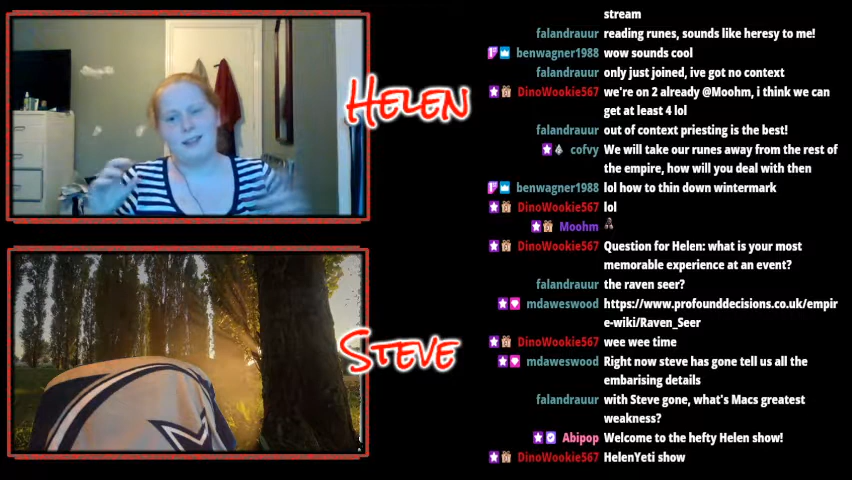 stream
falandrauur reading runes, sounds like heresy to me!
benwagner1988 wow sounds cool
falandrauur only just joined, ive got no context
HELEN
DinoWookie567 we're on 2 already @Moohm, i think we can
get at least 4 lol
falandrauur out of context priesting is the best!
cofvy We will take our runes away from the rest of
the empire, how will you deal with then
benwagner1988 lol how to thin down wintermark
DinoWookie567 lol
Moohm
DinoWookie567 Question for Helen: what is your most
memorable experience at an event?
falandrauur the raven seer?
mdaweswood https://www.profounddecisions.co.uk/empir
e-wiki/Raven_Seer
STEVE
DinoWookie567 wee wee time
mdaweswood Right now steve has gone tell us all the
embarising details
falandrauur with Steve gone, what's Macs greatest
weakness?
Abipop Welcome to the hefty Helen show!
DinoWookie567 HelenYeti show